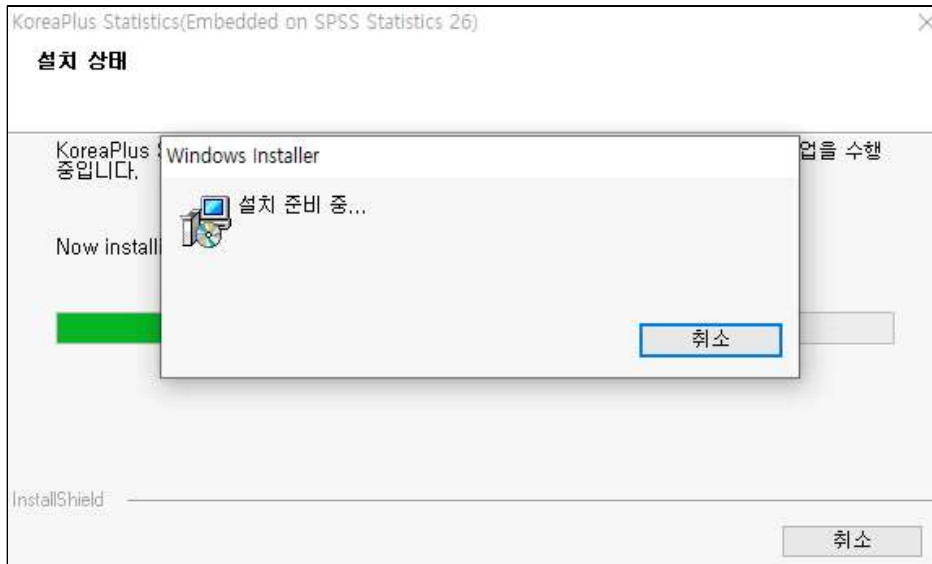 KoreaPlus Statistics(Embedded on SPSS Statistics 26)
설치 상태
KoreaPlus 업을 수행
중입니다.
Windows Installer
설치 준비 중...
Now install
취소
InstallShield
취소